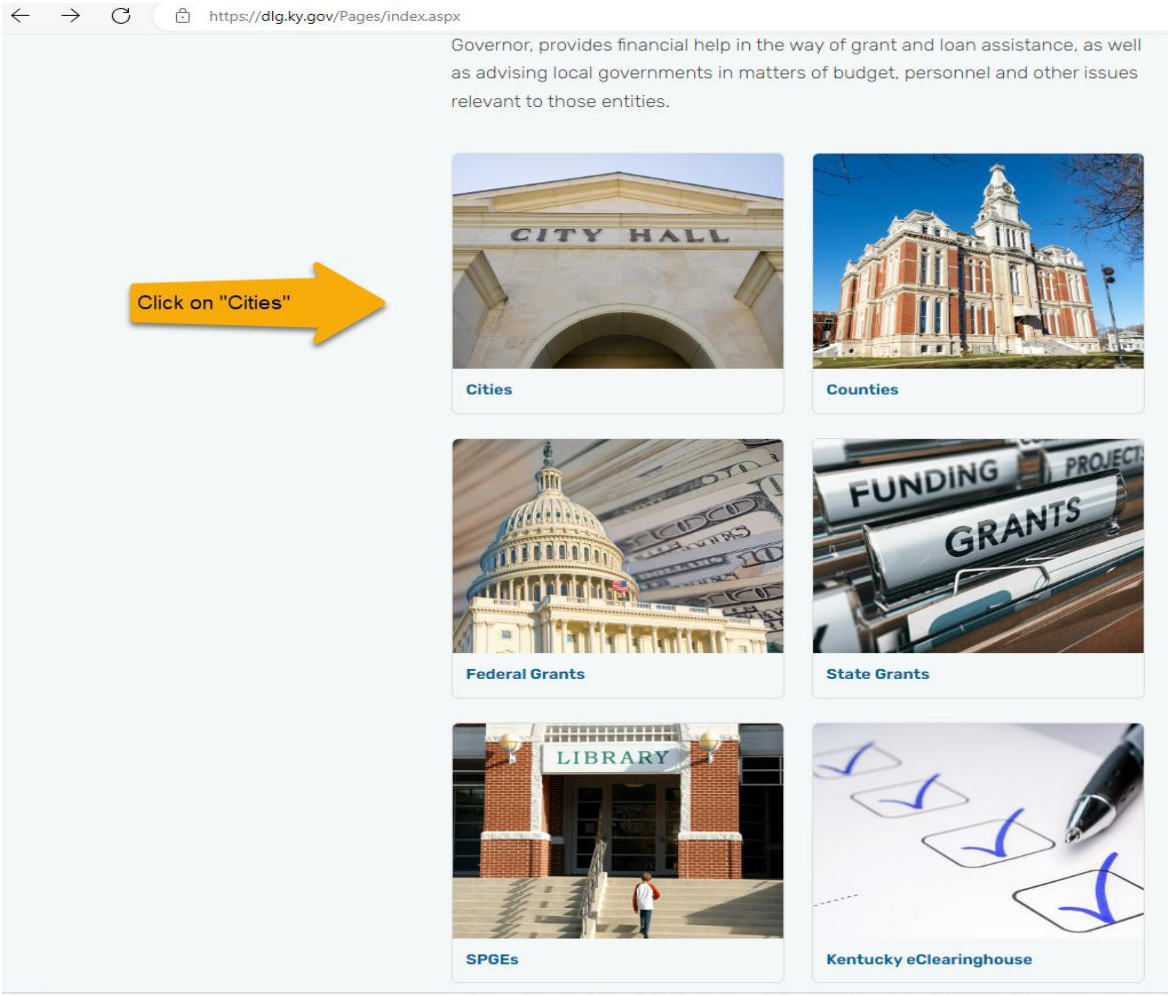 https://dlg.ky.gov/Pages/index.aspx
Governor, provides financial help in the way of grant and loan assistance, as well
as advising local governments in matters of budget, personnel and other issues
relevant to those entities.
CITY HALL
Click on "Cities"
Cities
Counties
FUNDING
PROJECT
GRANTS
Federal Grants
State Grants
LIBRARY
SPGEs
Kentucky eClearinghouse